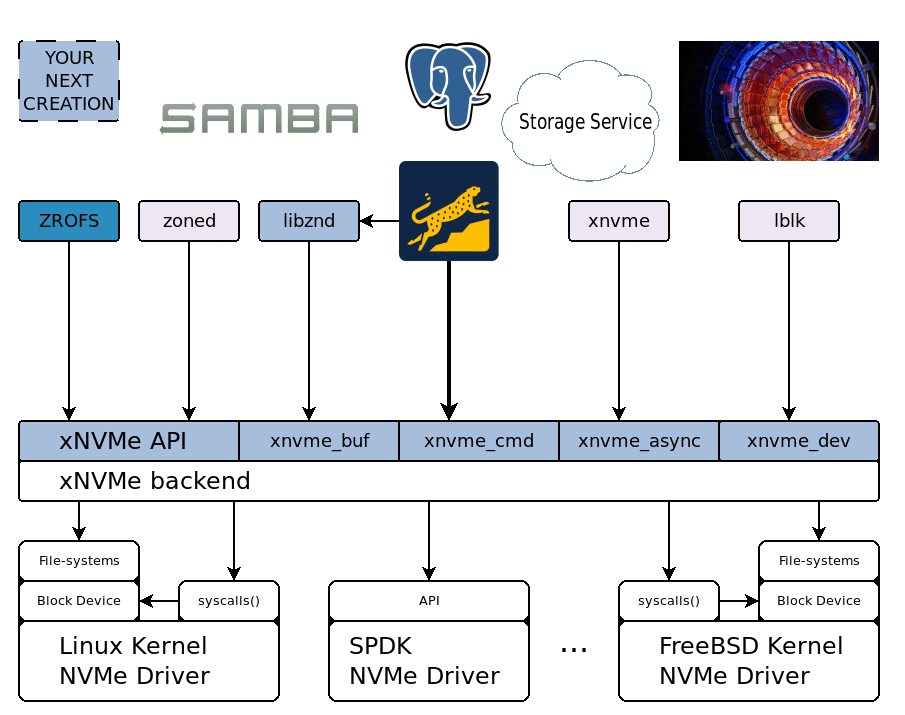 YOUR
NEXT
CREATION
SAMBA
Storage Service
ZROFS
zoned
libznd
xnvme
lblk
xNVMe API
xnvme_buf
xnvme_cmd
xnvme_async
xnvme_dev
xNVMe backend
File-systems
File-systems
Block Device
syscalls()
API
syscalls()
Block Device
Linux Kernel
NVMe Driver
SPDK
NVMe Driver
...
FreeBSD Kernel
NVMe Driver